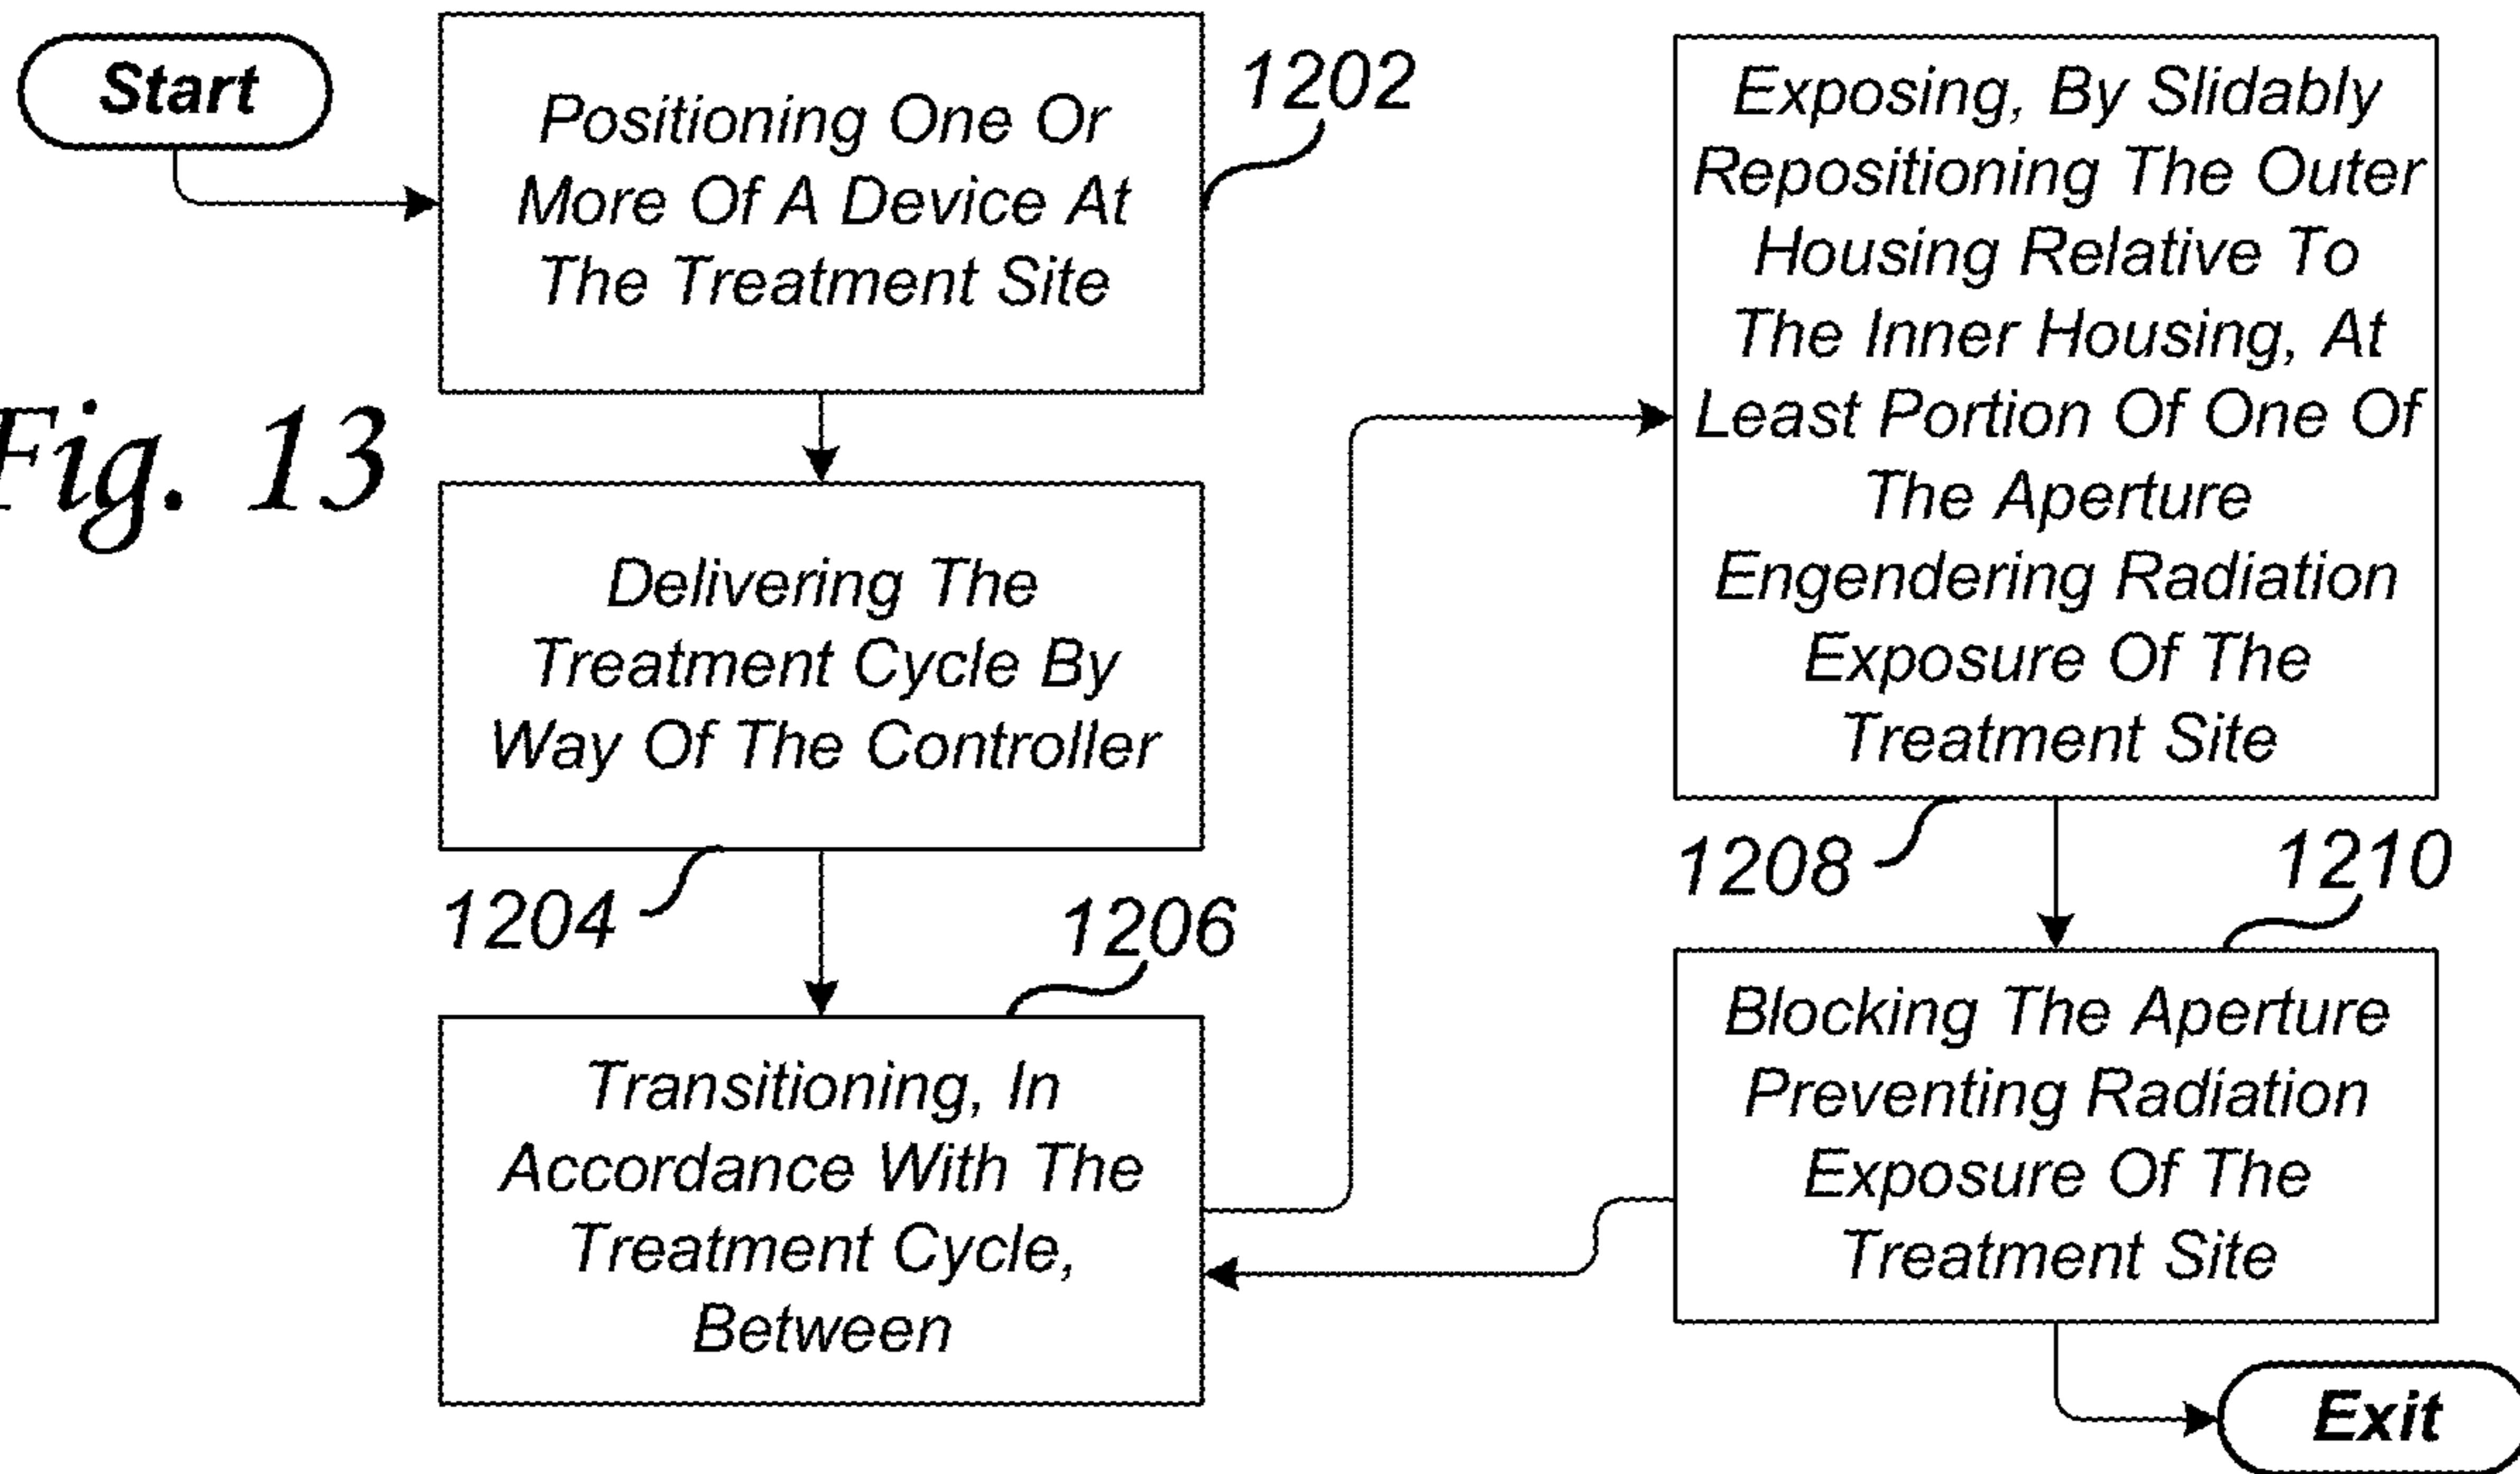 Start
Positioning One Or
More Of A Device At
The Treatment Site
1202
Fig. 13
Delivering The
Treatment Cycle By
Way Of The Controller
1204
1206
Transitioning, In
Accordance With The
Treatment Cycle,
Between
Exposing, By Slidably
Repositioning The Outer
Housing Relative To
The Inner Housing, At
Least Portion Of One Of
The Aperture
Engendering Radiation
Exposure Of The
Treatment Site
1208
1210
Blocking The Aperture
Preventing Radiation
Exposure Of The
Treatment Site
Exit